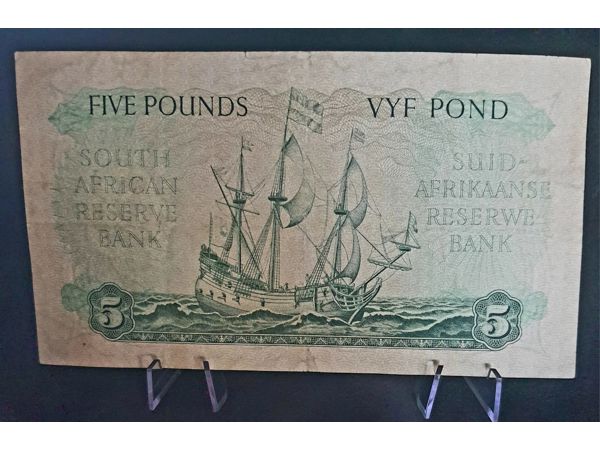 FIVE POUNDS
VYF POND
SOUTH
AFRICAN
RESERVE
BANK
SUID-
AFRIKAANSE
RESERWE-
BANK
5
5